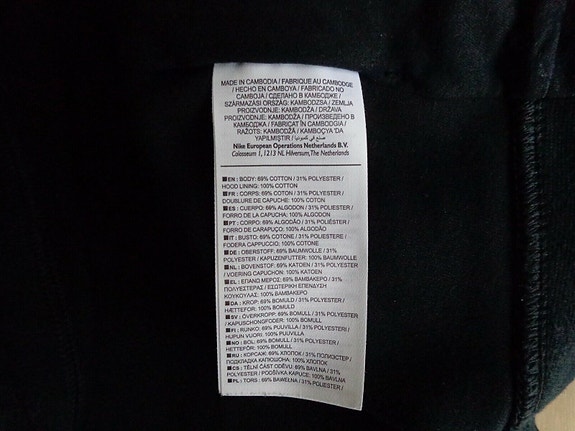 MADE IN CAMBODIA / FABRIQUE AU CAMBODGE
/ HECHO EN CAMBOYA / FABRICADO NO
CAMBOJA / СДЕЛАНО В КАМБОДЖЕ /
SZÁRMAZÁSI ORSZÁG: KAMBODZSA / ZEMLJA
PROIZVODNJE: KAMBODŽA / DRŽAVA
PROIZVODNJE: KAMBODŽA / ПРОИЗВЕДЕНО В
КАМБОДЖА / FABRICAT ÎN CAMBODGIA /
RAŽOTS: KAMBODŽĀ / KAMBOÇYA 'DA
YAPILMIŞTIR / صنع في كمبوديا
Nike European Operations Netherlands B.V.
Colosseum 1, 1213 NL Hilversum, The Netherlands
EN : BODY: 69% COTTON / 31% POLYESTER /
HOOD LINING: 100% COTTON
FR : CORPS: 69% COTON / 31% POLYESTER /
DOUBLURE DE CAPUCHE: 100% COTON
ES : CUERPO: 69% ALGODON / 31% POLIESTER /
FORRO DE LA CAPUCHA: 100% ALGODON
PT : CORPO: 69% ALGODÃO / 31% POLIÉSTER /
FORRO DE CARAPUÇO: 100% ALGODÃO
IT : BUSTO: 69% COTONE / 31% POLIESTERE /
FODERA CAPPUCCIO: 100% COTONE
DE : OBERSTOFF: 69% BAUMWOLLE / 31%
POLYESTER / KAPUZENFUTTER: 100% BAUMWOLLE
NL : BOVENSTOF: 69% KATOEN / 31% POLYESTER
/ VOERING CAPUCHON: 100% KATOEN
EL : ΕΠΑΝΩ ΜΕΡΟΣ: 69% ΒΑΜΒΑΚΕΡΟ / 31%
ΠΟΛΥΕΣΤΕΡΑΣ / ΕΣΩΤΕΡΙΚΗ ΕΠΕΝΔΥΣΗ
ΚΟΥΚΟΥΛΑΣ: 100% ΒΑΜΒΑΚΕΡΟ
DA : KROP: 69% BOMULD / 31% POLYESTER /
HÆTTEFOR: 100% BOMULD
SV : ÖVERKROPP: 69% BOMULL / 31% POLYESTER
/ KAPUSCHONGFODER: 100% BOMULL
FI : RUNKO: 69% PUUVILLA / 31% POLYESTERI /
HUPUN VUORI: 100% PUUVILLA
NO : BOL: 69% BOMULL / 31% POLYESTER /
HETTEFÔR: 100% BOMULL
RU : КОРСАЖ: 69% ХЛОПОК / 31% ПОЛИЭСТЕР /
ПОДКЛАДКА КАПЮШОНА: 100% ХЛОПОК
CS : TĚLNÍ ČÁST ODĚVU: 69% BAVLNA / 31%
POLYESTER / PODŠÍVKA KAPUCE: 100% BAVLNA
PL : TORS : 69% BAWEŁNA / 31% POLIESTER /